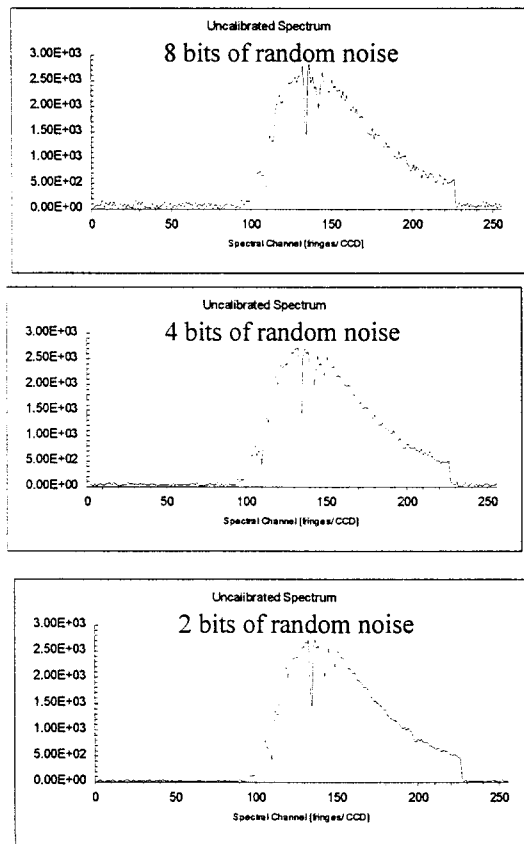 Uncalibrated Spectrum
8 bits of random noise
3.00E+03
2.50E+03
2.00E+03
1.50E+03
1.00E+03
5.00E+02
0.00E+00
0 50 100 150 200 250
Spectral Channel [fringes/ CCD]
Uncalibrated Spectrum
4 bits of random noise
3.00E+03
2.50E+03
2.00E+03
1.50E+03
1.00E+03
5.00E+02
0.00E+00
0 50 100 150 200 250
Spectral Channel [fringes/ CCD]
Uncalibrated Spectrum
2 bits of random noise
3.00E+03
2.50E+03
2.00E+03
1.50E+03
1.00E+03
5.00E+02
0.00E+00
0 50 100 150 200 250
Spectral Channel [fringes/ CCD]